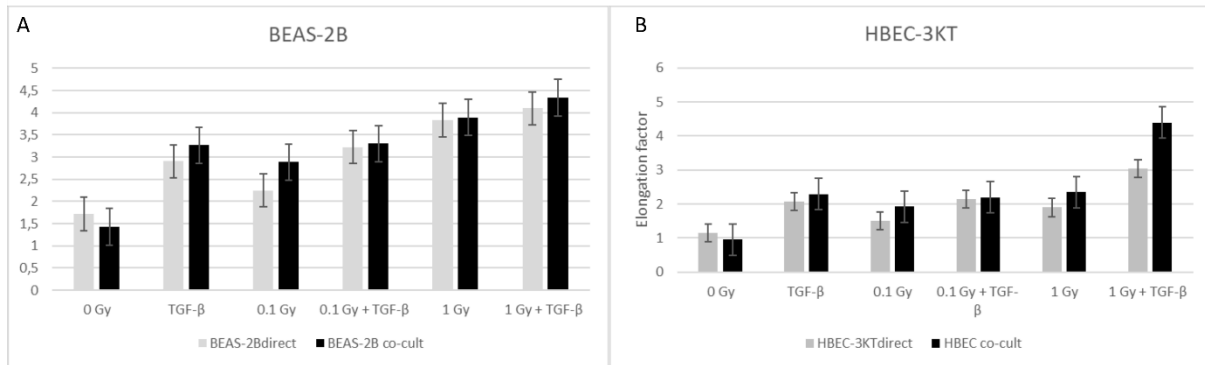 A
BEAS-2B
5
4,5
4
3,5
3
2,5
2
1,5
1
0,5
0
0 Gy TGF-β 0.1 Gy 0.1 Gy + TGF-β 1 Gy 1 Gy + TGF-β
BEAS-2Bdirect BEAS-2B co-cult
B
HBEC-3KT
Elongation factor
6
5
4
3
2
1
0
0 Gy TGF-β 0.1 Gy 0.1 Gy + TGF- 1 Gy 1 Gy + TGF-β
β
HBEC-3KTdirect HBEC co-cult